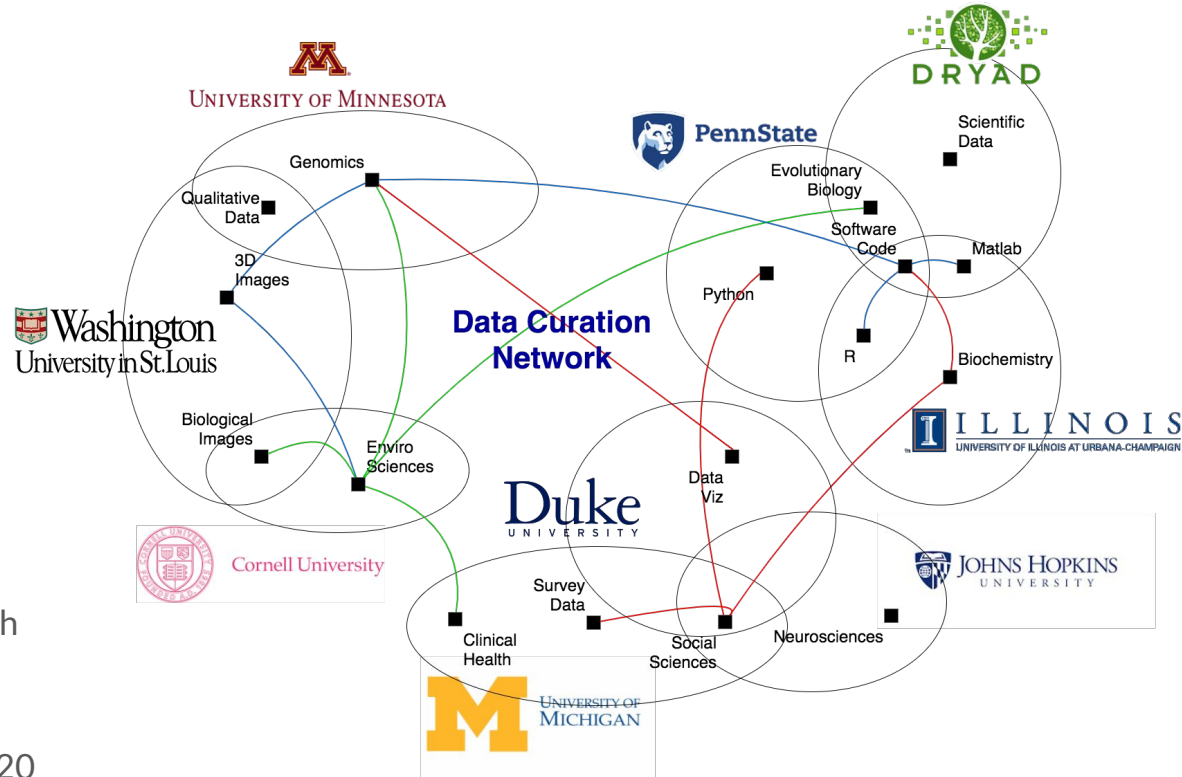 DRYAD
M
UNIVERSITY OF MINNESOTA
PennState
Scientific
Data
Genomics
Evolutionary
Biology
Qualitative
Data
Software
Code
Matlab
3D
Images
Python
Washington
University in St.Louis
Data Curation
Network
R
Biochemistry
I
ILLINOIS
UNIVERSITY OF ILLINOIS AT URBANA-CHAMPAIGN
Biological
Images
Enviro
Sciences
Data
Viz
Duke
UNIVERSITY
Cornell University
JOHNS HOPKINS
UNIVERSITY
Survey
Data
h
Clinical
Health
Social
Sciences
Neurosciences
M
UNIVERSITY OF
MICHIGAN
20